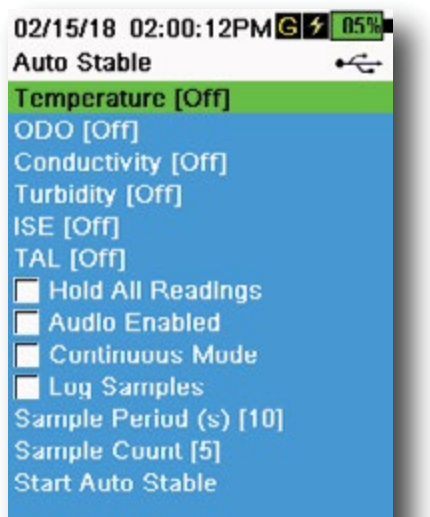 02/15/18 02:00:12PM G 85%
Auto Stable
Temperature [Off]
ODO [Off]
Conductivity [Off]
Turbidity [Off]
ISE [Off]
TAL [Off]
Hold All Readings
Audio Enabled
Continuous Mode
Log Samples
Sample Period (s) [10]
Sample Count [5]
Start Auto Stable